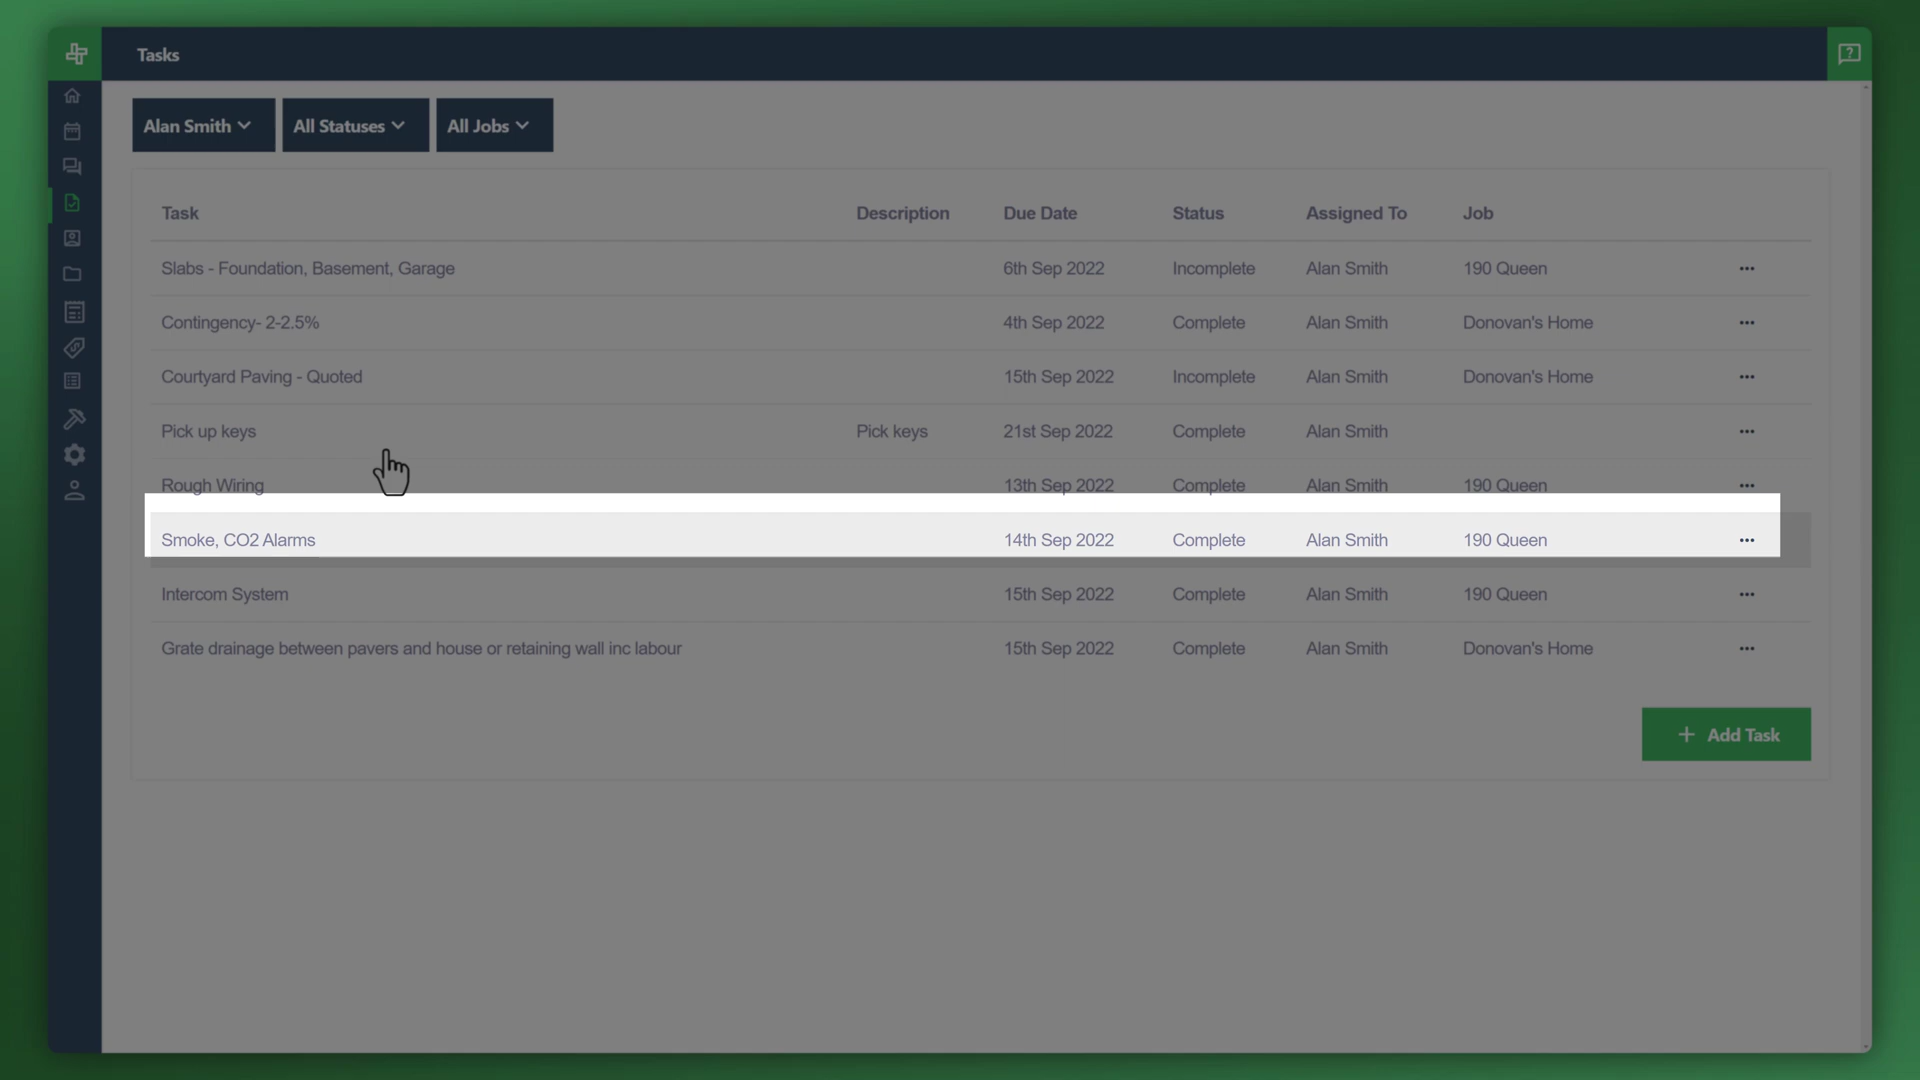 Tasks
Alan Smith All Statuses All Jobs
Task Description Due Date Status Assigned To Job
Slabs - Foundation, Basement, Garage 6th Sep 2022 Incomplete Alan Smith 190 Queen
Contingency- 2-2.5% 4th Sep 2022 Complete Alan Smith Donovan's Home
Courtyard Paving - Quoted 15th Sep 2022 Incomplete Alan Smith Donovan's Home
Pick up keys Pick keys 21st Sep 2022 Complete Alan Smith
Rough Wiring 13th Sep 2022 Complete Alan Smith 190 Queen
Smoke, CO2 Alarms 14th Sep 2022 Complete Alan Smith 190 Queen
Intercom System 15th Sep 2022 Complete Alan Smith 190 Queen
Grate drainage between pavers and house or retaining wall inc labour 15th Sep 2022 Complete Alan Smith Donovan's Home
+ Add Task